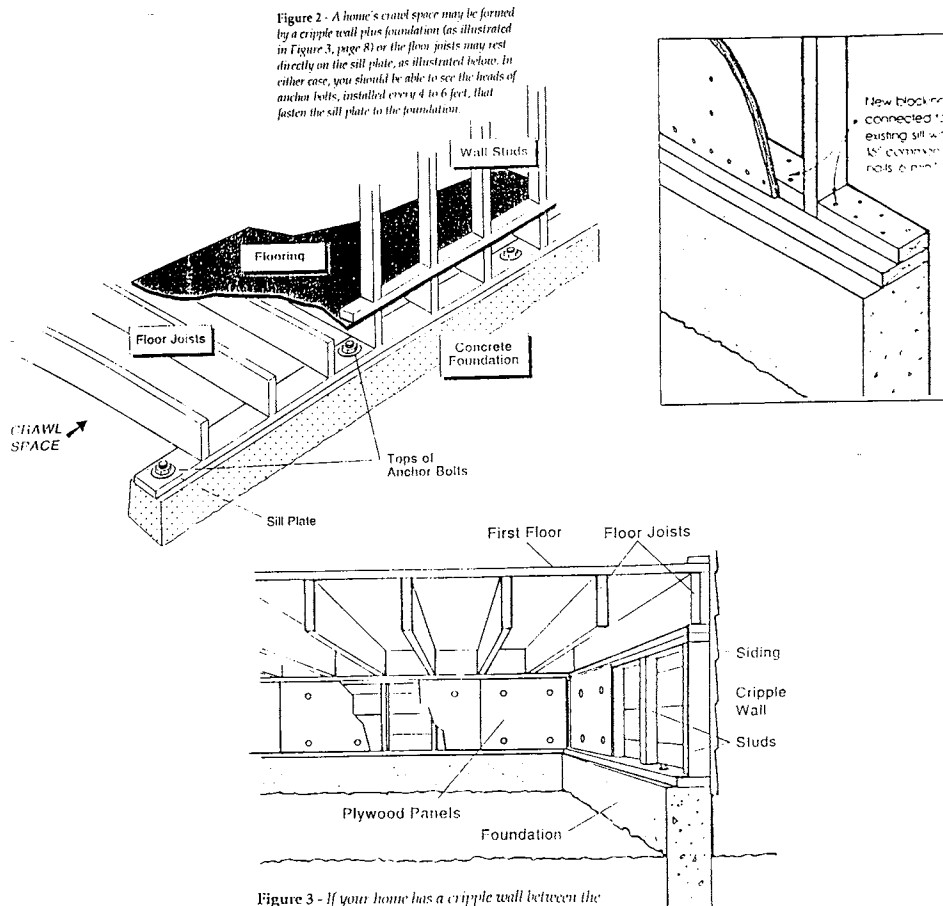 Figure 2 - A home's crawl space may be formed
by a cripple wall plus foundation (as illustrated
in Figure 3, page 8) or the floor joists may rest
directly on the sill plate, as illustrated below. In
either case, you should be able to see the heads of
anchor bolts, installed every 4 to 6 feet, that
fasten the sill plate to the foundation.
New blocking
connected
existing sill
common
nails
Wall Studs
Flooring
Floor Joists
Concrete
Foundation
CRAWL
SPACE
Tops of
Anchor Bolts
Sill Plate
First Floor
Floor Joists
Siding
Cripple
Wall
Studs
Plywood Panels
Foundation
Figure 3 - If your home has a cripple wall between the